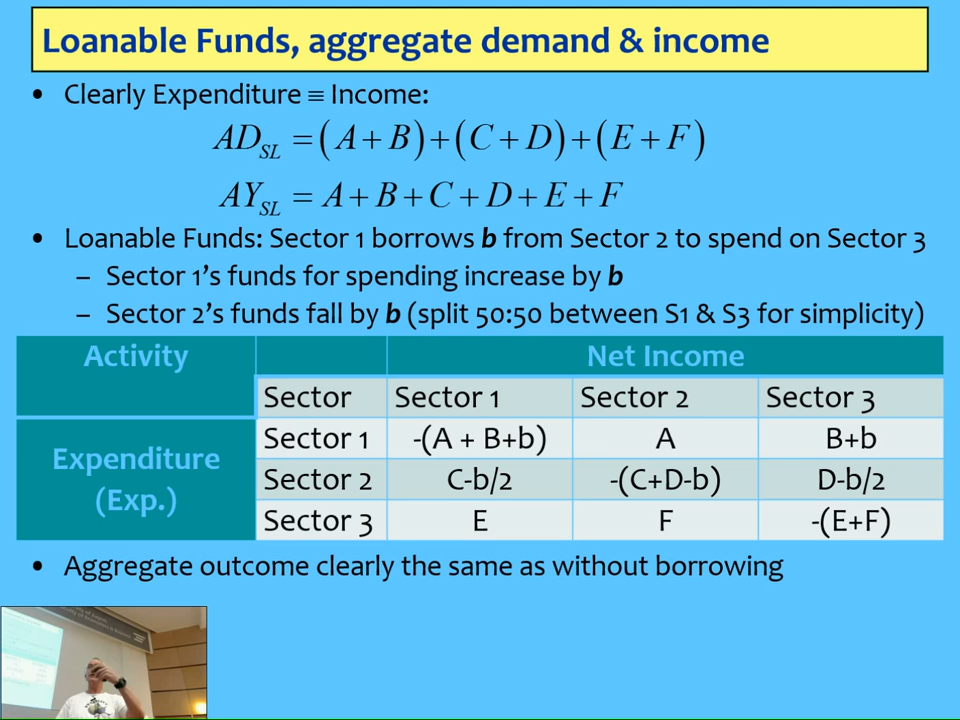 Loanable Funds, aggregate demand & income
• Clearly Expenditure ≡ Income:
AD_SL = (A + B) + (C + D) + (E + F)
AY_SL = A + B + C + D + E + F
• Loanable Funds: Sector 1 borrows b from Sector 2 to spend on Sector 3
– Sector 1's funds for spending increase by b
– Sector 2's funds fall by b (split 50:50 between S1 & S3 for simplicity)
Activity Net Income
Sector Sector 1 Sector 2 Sector 3
Expenditure (Exp.)
Sector 1 -(A + B+b) A B+b
Sector 2 C-b/2 -(C+D-b) D-b/2
Sector 3 E F -(E+F)
• Aggregate outcome clearly the same as without borrowing